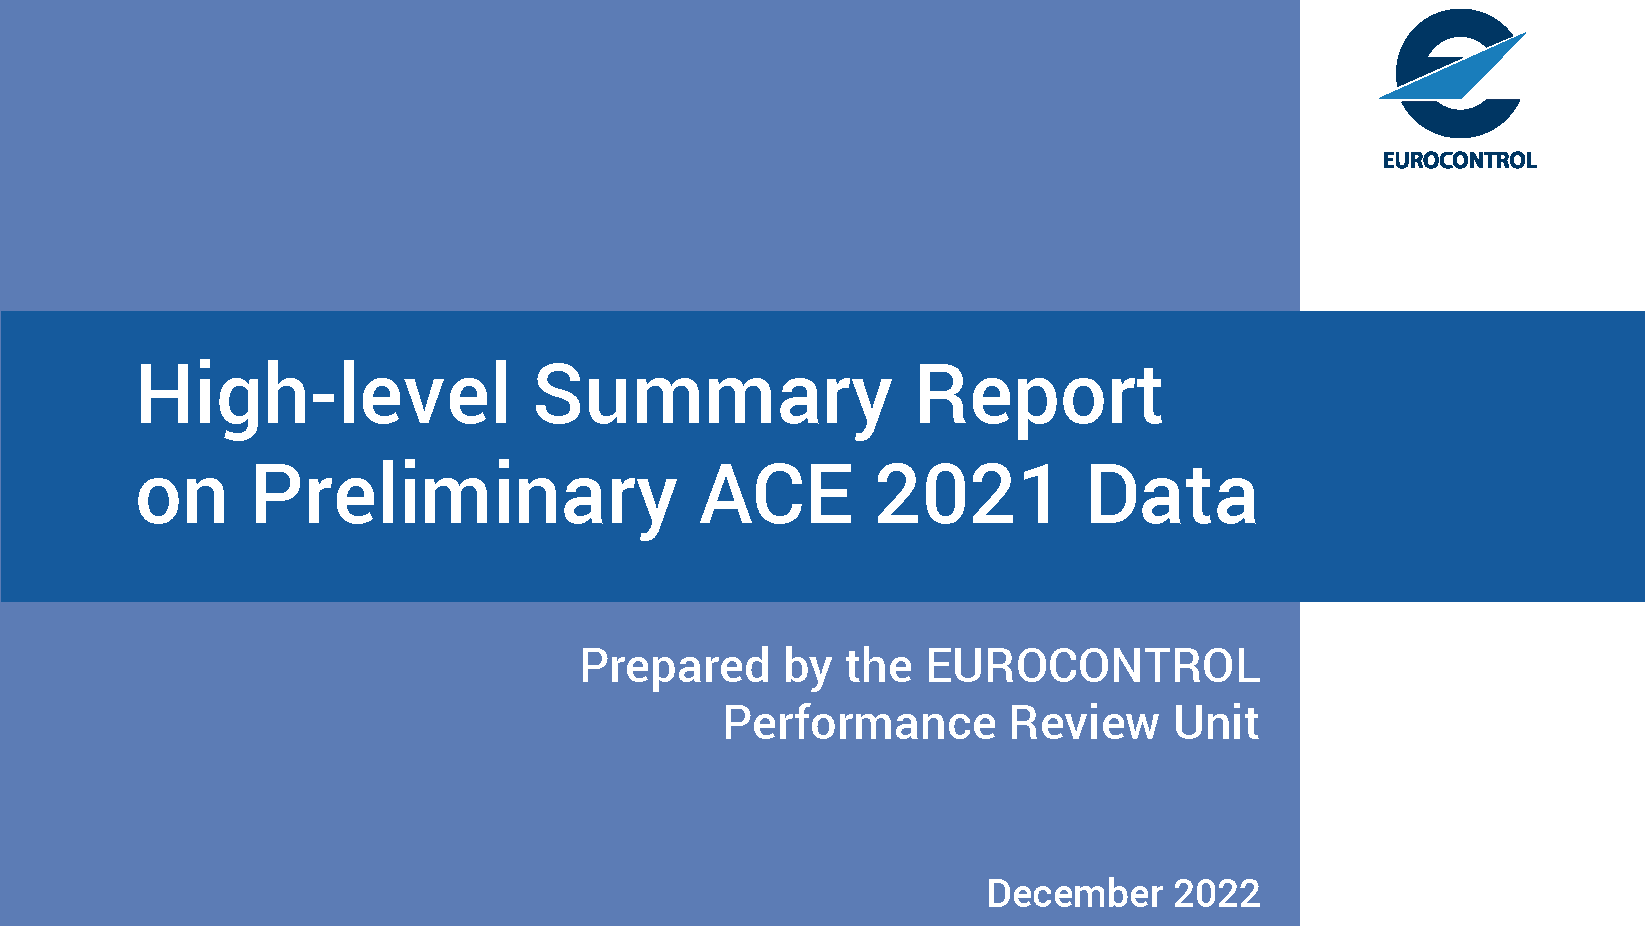 EUROCONTROL
High-level Summary Report
on Preliminary ACE 2021 Data
Prepared by the EUROCONTROL
Performance Review Unit
December 2022